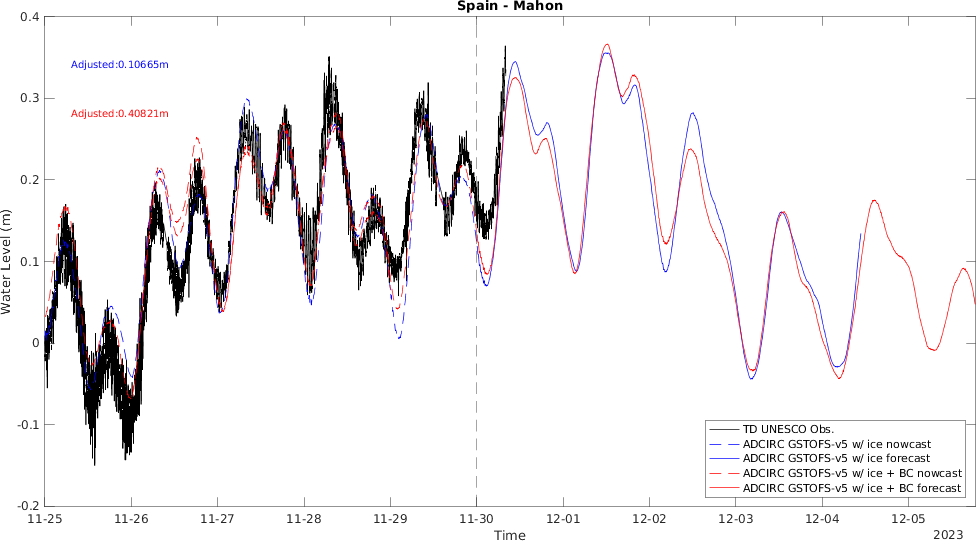 Spain - Mahon
0.4
0.3
0.2
0.1
0
-0.1
-0.2
Water Level (m)
Adjusted:0.10665m
Adjusted:0.40821m
TD UNESCO Obs.
ADCIRC GSTOFS-v5 w/ ice nowcast
ADCIRC GSTOFS-v5 w/ ice forecast
ADCIRC GSTOFS-v5 w/ ice + BC nowcast
ADCIRC GSTOFS-v5 w/ ice + BC forecast
11-25 11-26 11-27 11-28 11-29 11-30 12-01 12-02 12-03 12-04 12-05
Time
2023